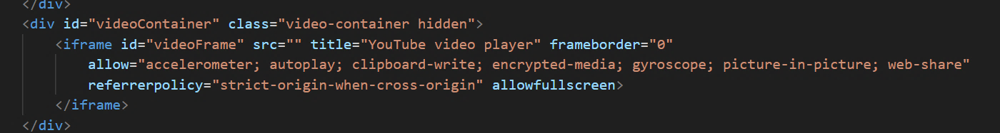 </div>
<div id="videoContainer" class="video-container hidden">
<iframe id="videoFrame" src="" title="YouTube video player" frameborder="0"
allow="accelerometer; autoplay; clipboard-write; encrypted-media; gyroscope; picture-in-picture; web-share"
referrerpolicy="strict-origin-when-cross-origin" allowfullscreen>
</iframe>
</div>